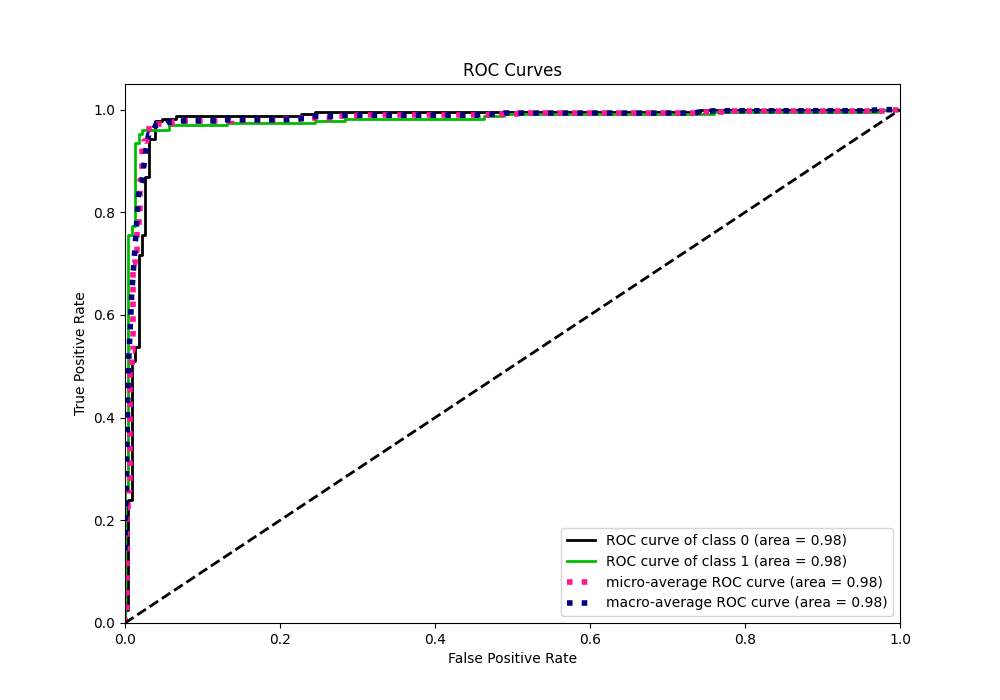 ROC Curves
1.0
0.8
0.6
0.4
0.2
0.0
True Positive Rate
ROC curve of class 0 (area = 0.98)
ROC curve of class 1 (area = 0.98)
micro-average ROC curve (area = 0.98)
macro-average ROC curve (area = 0.98)
0.0 0.2 0.4 0.6 0.8 1.0
False Positive Rate